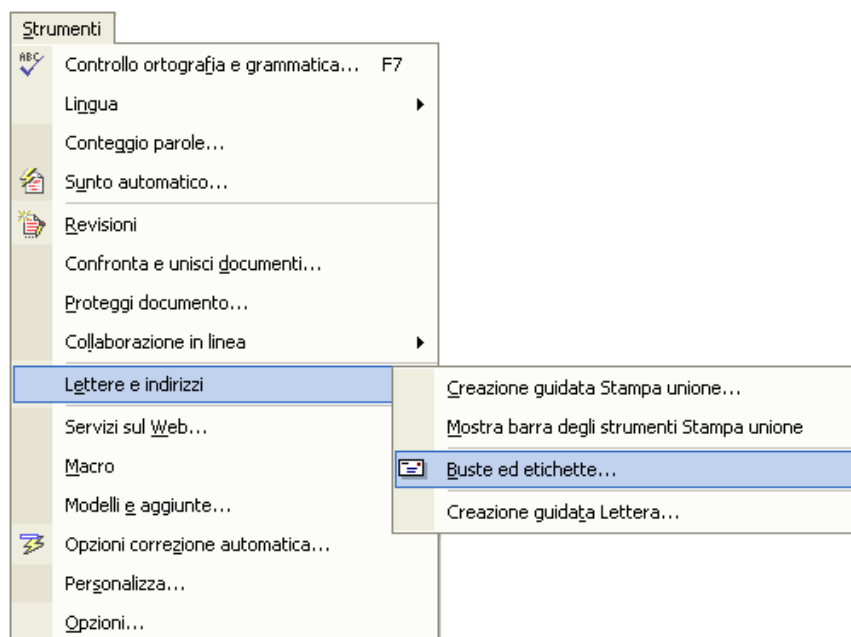 Strumenti
ABC
Controllo ortografia e grammatica... F7
Lingua
Conteggio parole...
Sunto automatico...
Revisioni
Confronta e unisci documenti...
Proteggi documento...
Collaborazione in linea
Lettere e indirizzi
Creazione guidata Stampa unione...
Mostra barra degli strumenti Stampa unione
Buste ed etichette...
Creazione guidata Lettera...
Servizi sul Web...
Macro
Modelli e aggiunte...
Opzioni correzione automatica...
Personalizza...
Opzioni...